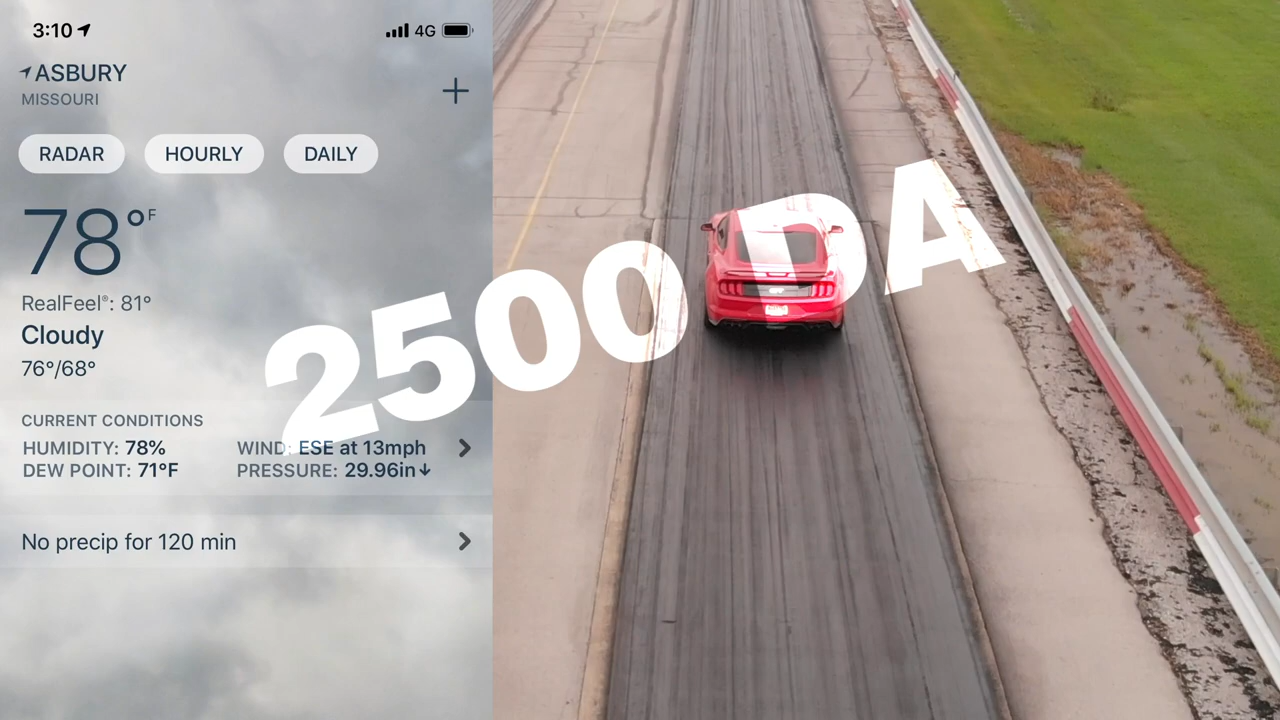 3:10
4G
ASBURY
MISSOURI
RADAR HOURLY DAILY
78°F
RealFeel®: 81°
Cloudy
76°/68°
CURRENT CONDITIONS
HUMIDITY: 78% WIND: ESE at 13mph
DEW POINT: 71°F PRESSURE: 29.96in
No precip for 120 min
2500 DA